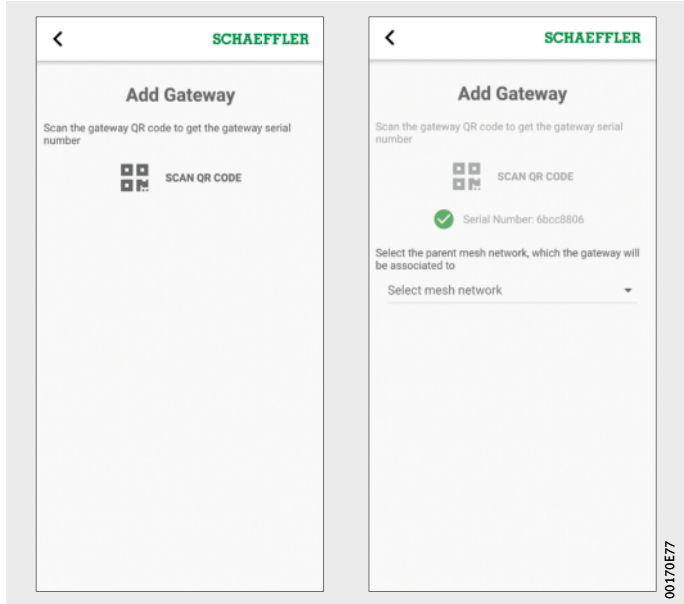 SCHAEFFLER
Add Gateway
Scan the gateway QR code to get the gateway serial
number
SCAN QR CODE
SCHAEFFLER
Add Gateway
Scan the gateway QR code to get the gateway serial
number
SCAN QR CODE
Serial Number: 6bcc8806
Select the parent mesh network, which the gateway will
be associated to
Select mesh network
00170E77